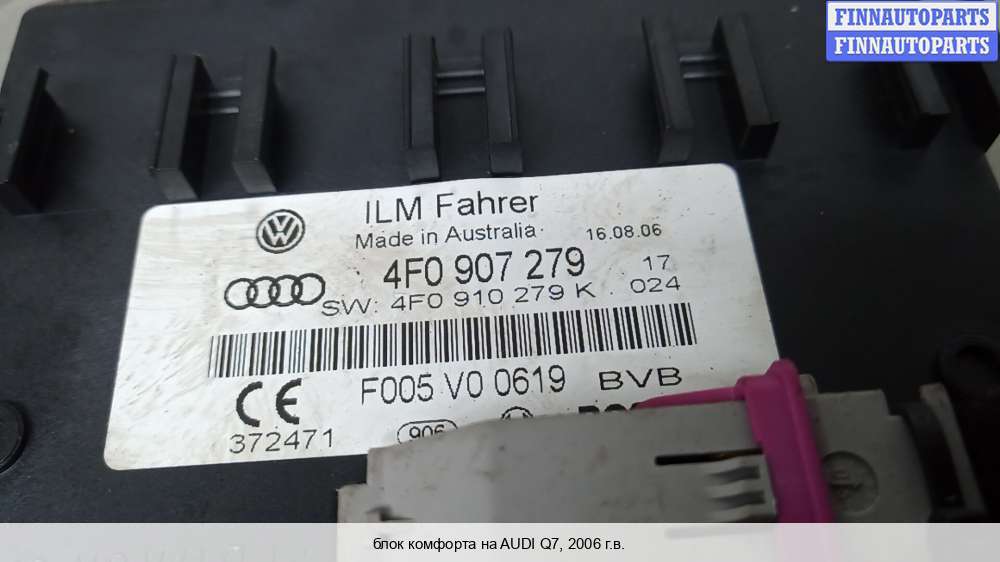 FINNAUTOPARTS
FINNAUTOPARTS
ILM Fahrer
Made in Australia
16.08.06
4F0 907 279
17
SW: 4F0 910 279 K
024
F005 V0 0619
BVB
CE
372471
906
блок комфорта на AUDI Q7, 2006 г.в.